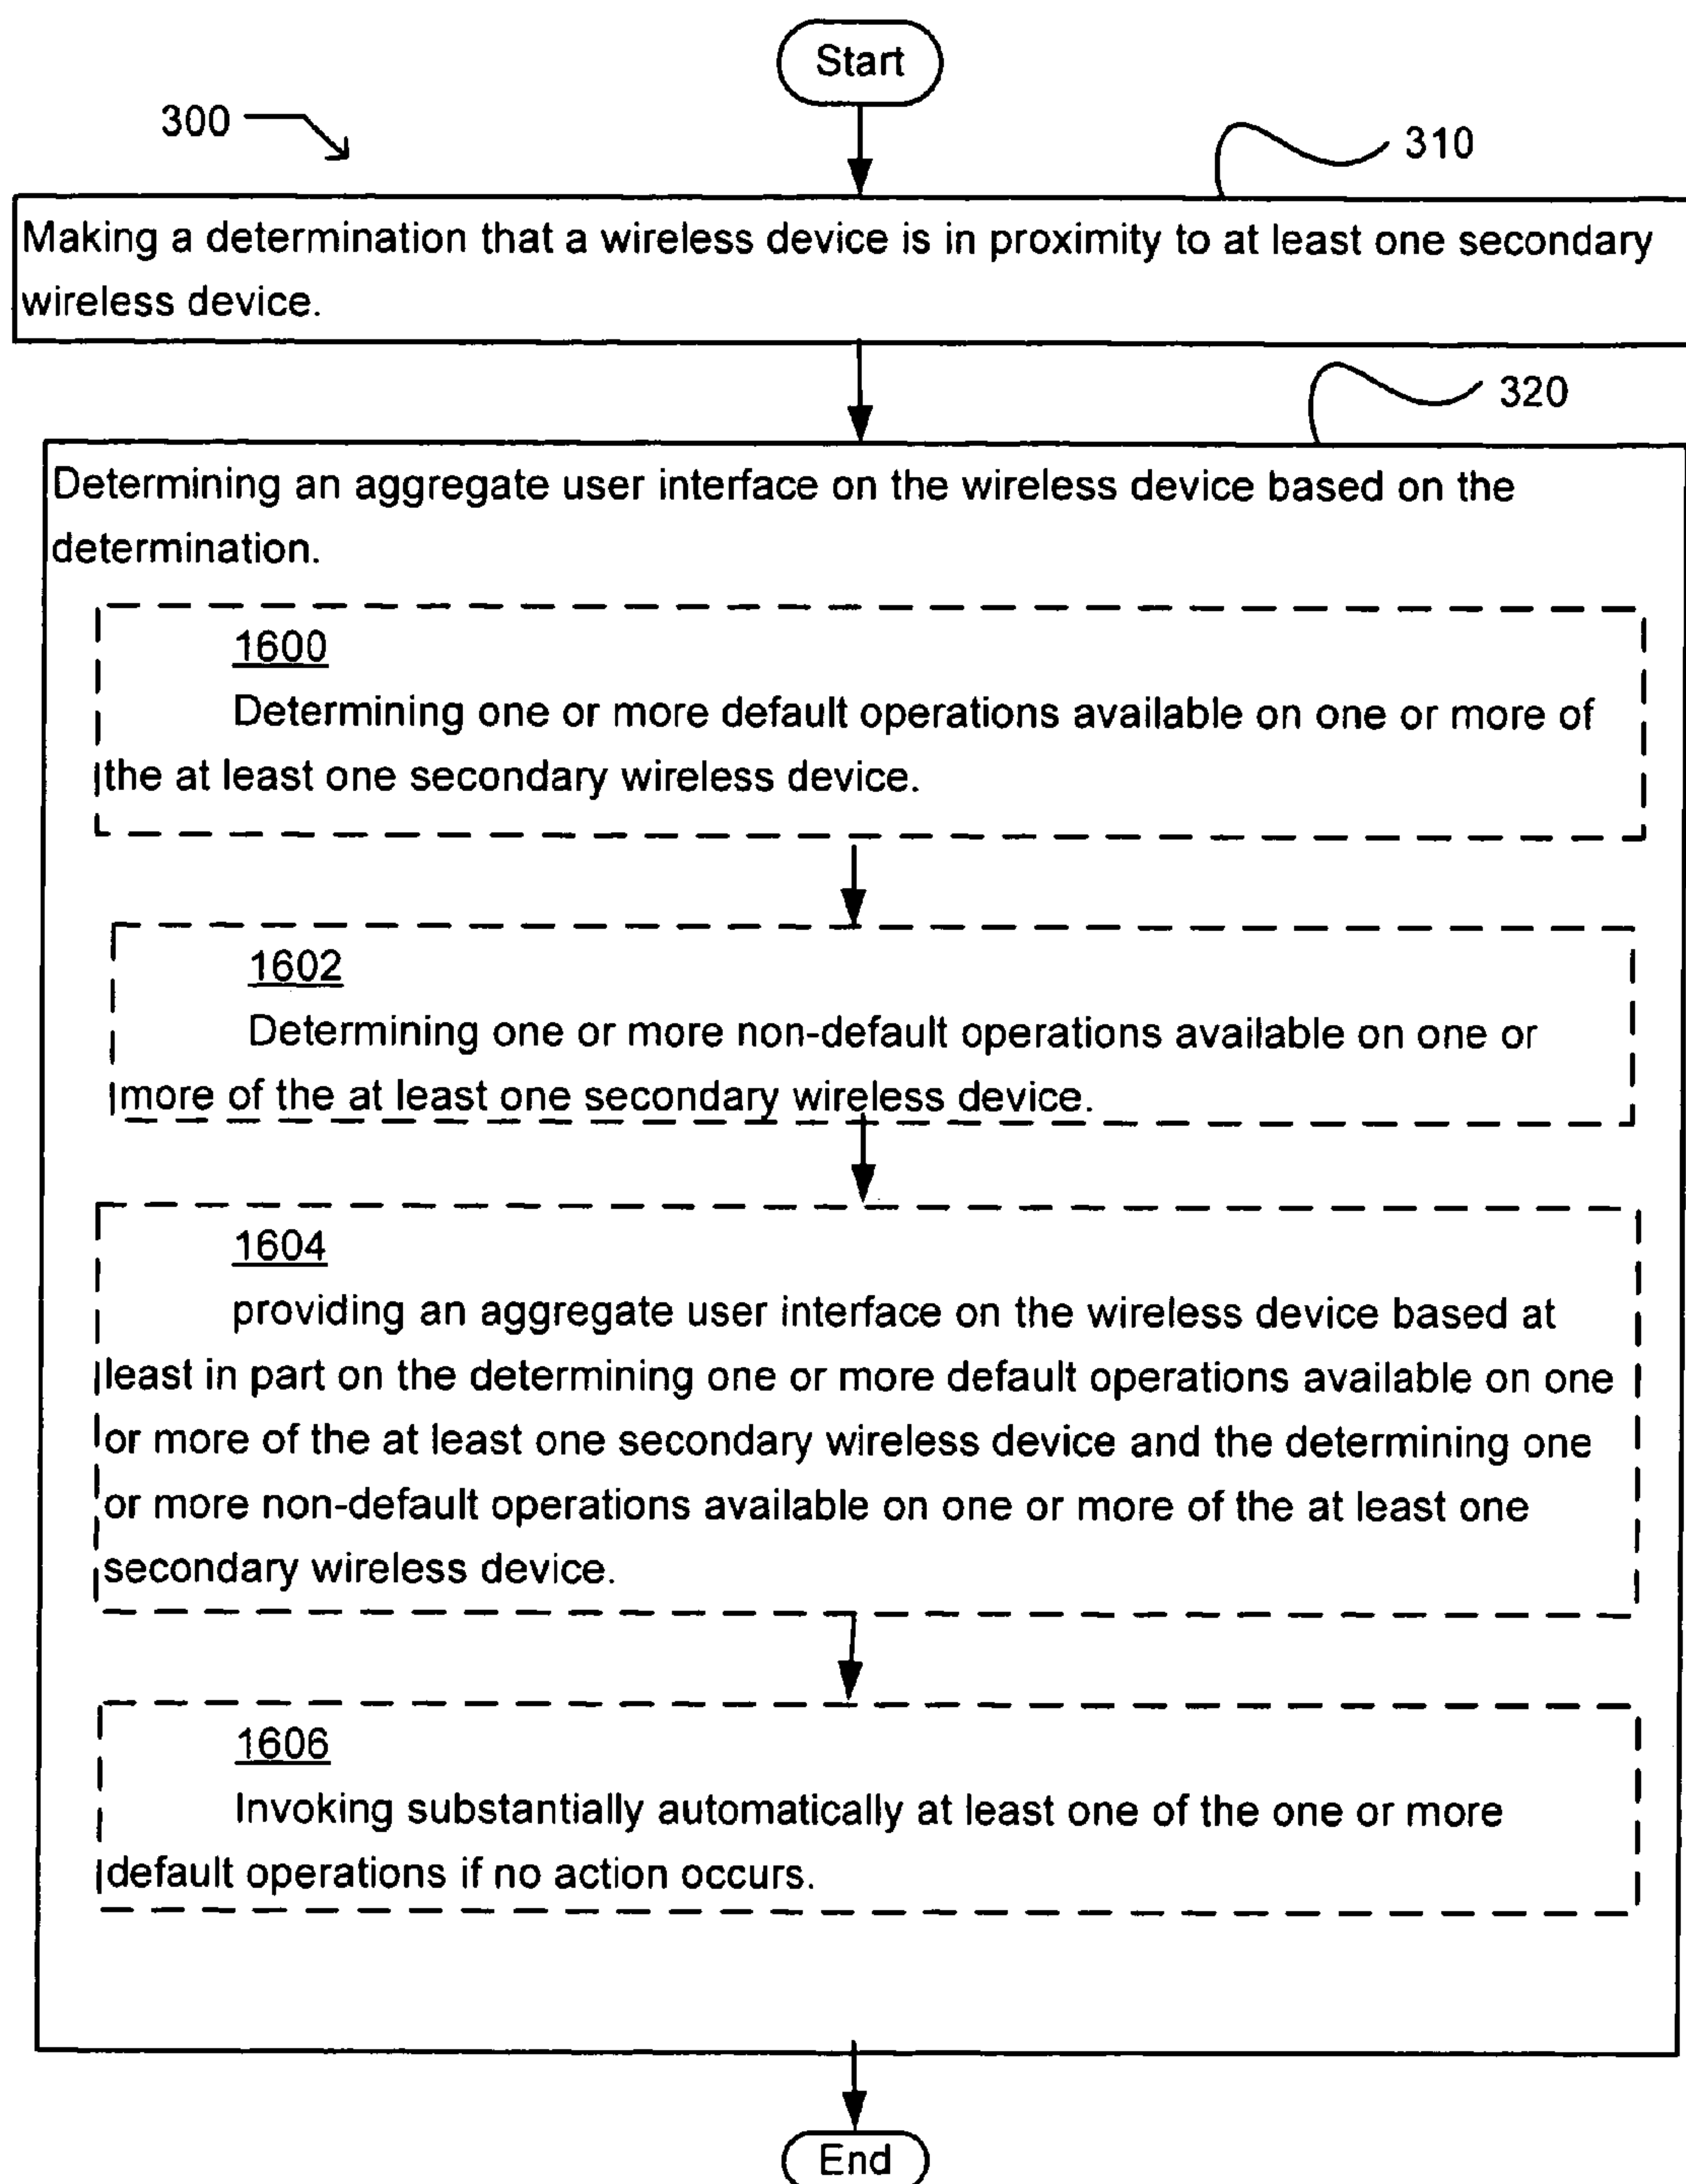 Start
300
310
Making a determination that a wireless device is in proximity to at least one secondary
wireless device.
320
Determining an aggregate user interface on the wireless device based on the
determination.
1600
Determining one or more default operations available on one or more of
the at least one secondary wireless device.
1602
Determining one or more non-default operations available on one or
more of the at least one secondary wireless device.
1604
providing an aggregate user interface on the wireless device based at
least in part on the determining one or more default operations available on one
or more of the at least one secondary wireless device and the determining one
or more non-default operations available on one or more of the at least one
secondary wireless device.
1606
Invoking substantially automatically at least one of the one or more
default operations if no action occurs.
End